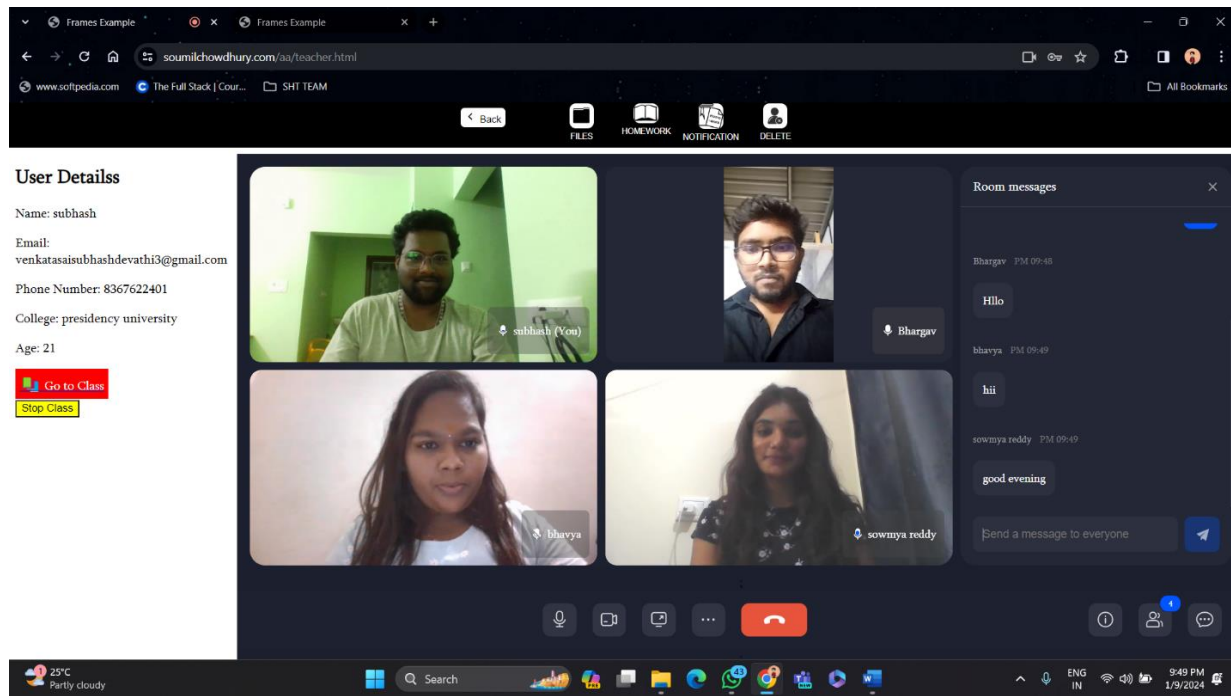 Frames Example
Frames Example
soumilchowdhury.com/aa/teacher.html
www.softpedia.com
The Full Stack | Cour...
SHT TEAM
All Bookmarks
Back
FILES
HOMEWORK
NOTIFICATION
DELETE
User Detailss
Name: subhash
Email:
venkatasaisubhashdevathi3@gmail.com
Phone Number: 8367622401
College: presidency university
Age: 21
Go to Class
Stop Class
subhash (You)
Bhargav
bhavya
sowmya reddy
Room messages
Bhargav PM 09:48
Hllo
bhavya PM 09:49
hii
sowmya reddy PM 09:49
good evening
Send a message to everyone
4
1
25°C
Partly cloudy
Search
43
ENG
IN
9:49 PM
1/9/2024